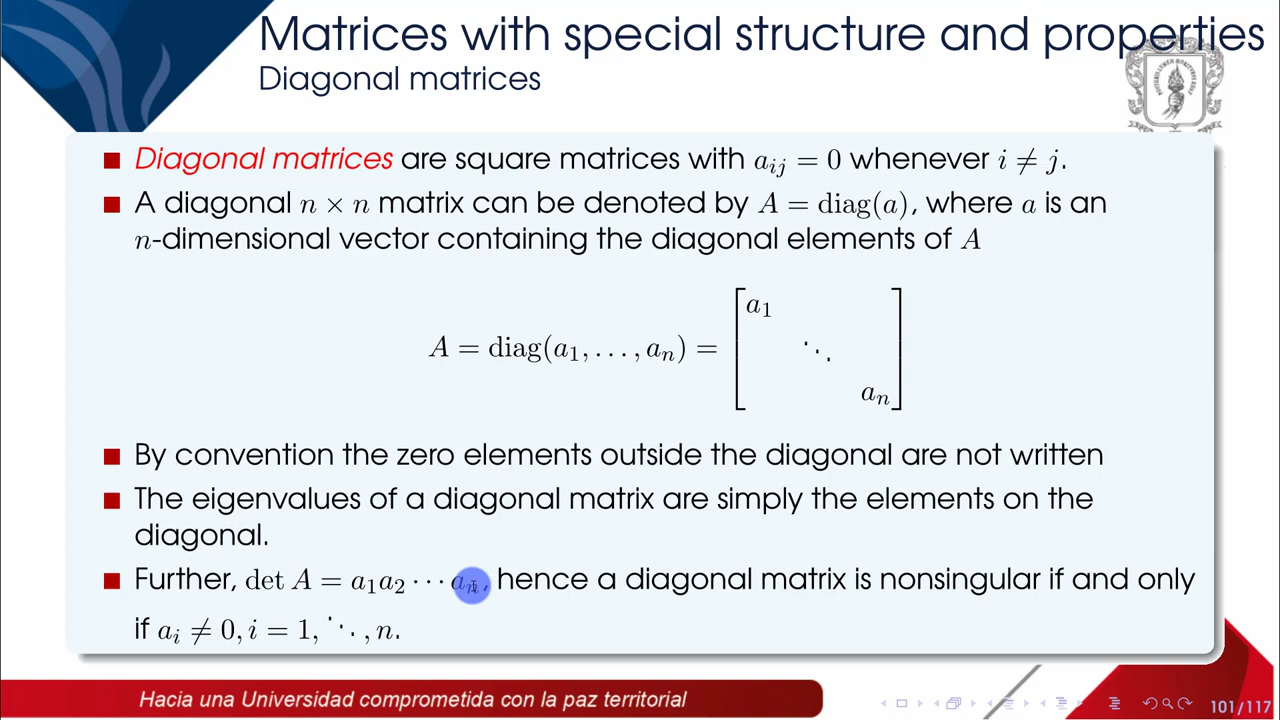 Matrices with special structure and properties
Diagonal matrices
Diagonal matrices are square matrices with a_{ij} = 0 whenever i ≠ j.
A diagonal n × n matrix can be denoted by A = diag(a), where a is an
n-dimensional vector containing the diagonal elements of A
a_1
A = diag(a_1, . . . , a_n) = [ ⋱ ]
a_n
By convention the zero elements outside the diagonal are not written
The eigenvalues of a diagonal matrix are simply the elements on the
diagonal.
Further, det A = a_1a_2 ⋯ a_n, hence a diagonal matrix is nonsingular if and only
if a_i ≠ 0, i = 1, ⋱ , n.
Hacia una Universidad comprometida con la paz territorial
101/117